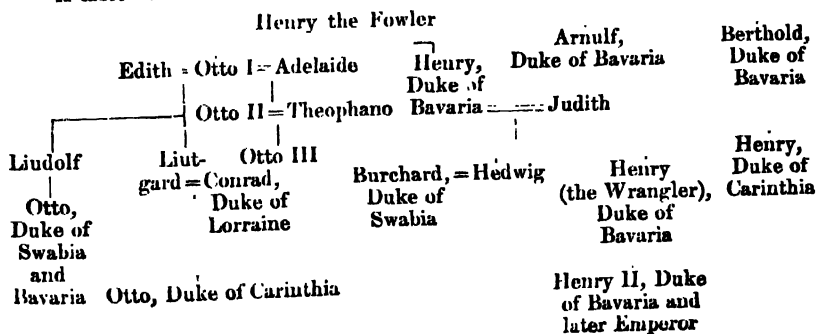 Henry the Fowler
Edith = Otto I = Adelaide
Henry,
Duke of
Bavaria = Judith
Arnulf,
Duke of Bavaria
Berthold,
Duke of
Bavaria
Otto II = Theophano
Liudolf
Liut-
gard = Conrad,
Duke of
Lorraine
Otto III
Burchard, = Hedwig
Duke of
Swabia
Henry
(the Wrangler),
Duke of
Bavaria
Henry,
Duke of
Carinthia
Otto,
Duke of
Swabia
and
Bavaria
Otto, Duke of Carinthia
Henry II, Duke
of Bavaria and
later Emperor